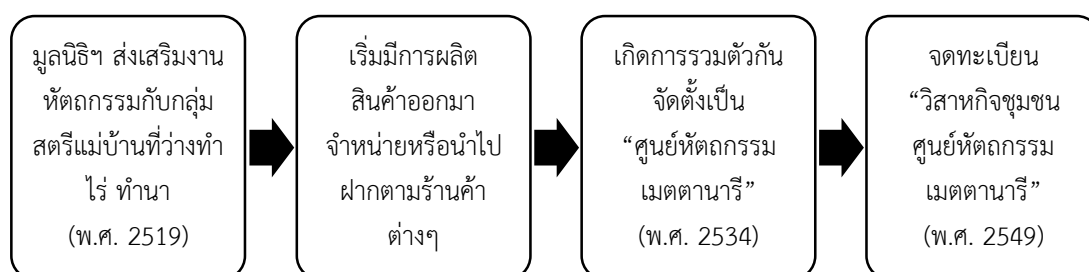 มูลนิธิฯ ส่งเสริมงาน
หัตถกรรมกับกลุ่ม
สตรีแม่บ้านที่ว่างทำ
ไร่ ทำนา
(พ.ศ. 2519)
เริ่มมีการผลิต
สินค้าออกมา
จำหน่ายหรือนำไป
ฝากตามร้านค้า
ต่างๆ
เกิดการรวมตัวกัน
จัดตั้งเป็น
“ศูนย์หัตถกรรม
เมตตานารี”
(พ.ศ. 2534)
จดทะเบียน
“วิสาหกิจชุมชน
ศูนย์หัตถกรรม
เมตตานารี”
(พ.ศ. 2549)